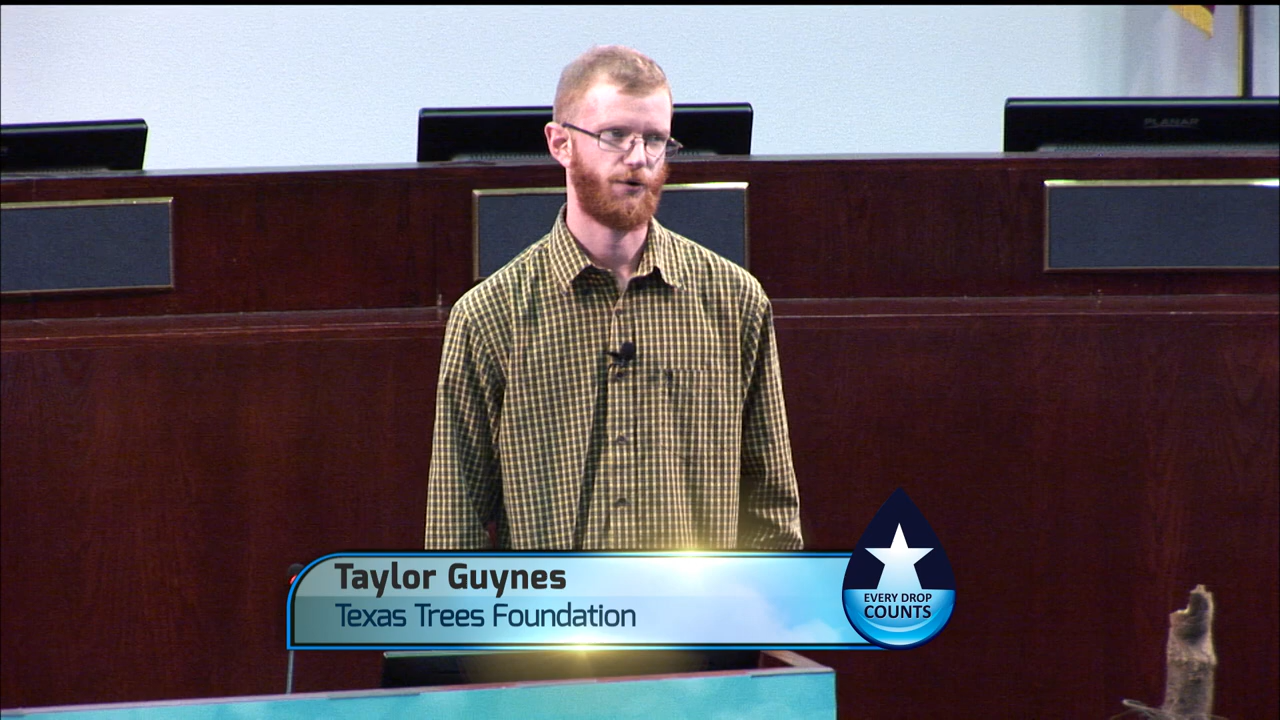 PLANAR
Taylor Guynes
Texas Trees Foundation
EVERY DROP
COUNTS